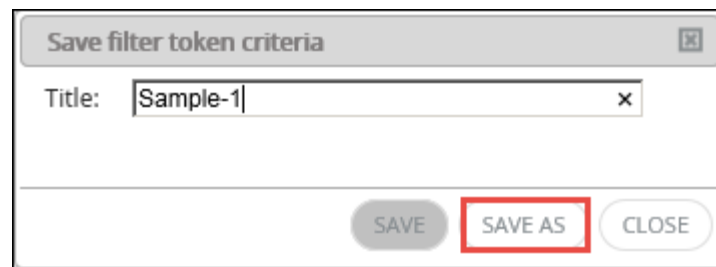 Save filter token criteria
Title: Sample-1
SAVE SAVE AS CLOSE